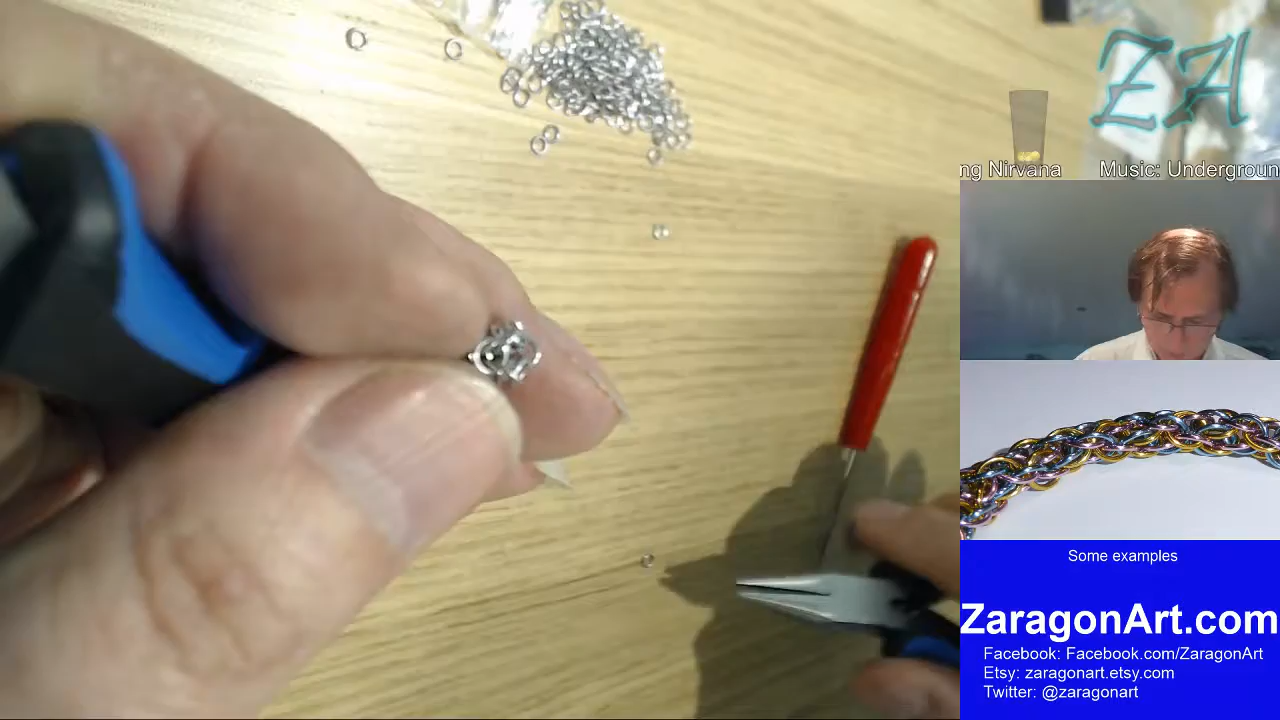 ZA
ng Nirvana Music: Undergroun
Some examples
ZaragonArt.com
Facebook: Facebook.com/ZaragonArt
Etsy: zaragonart.etsy.com
Twitter: @zaragonart